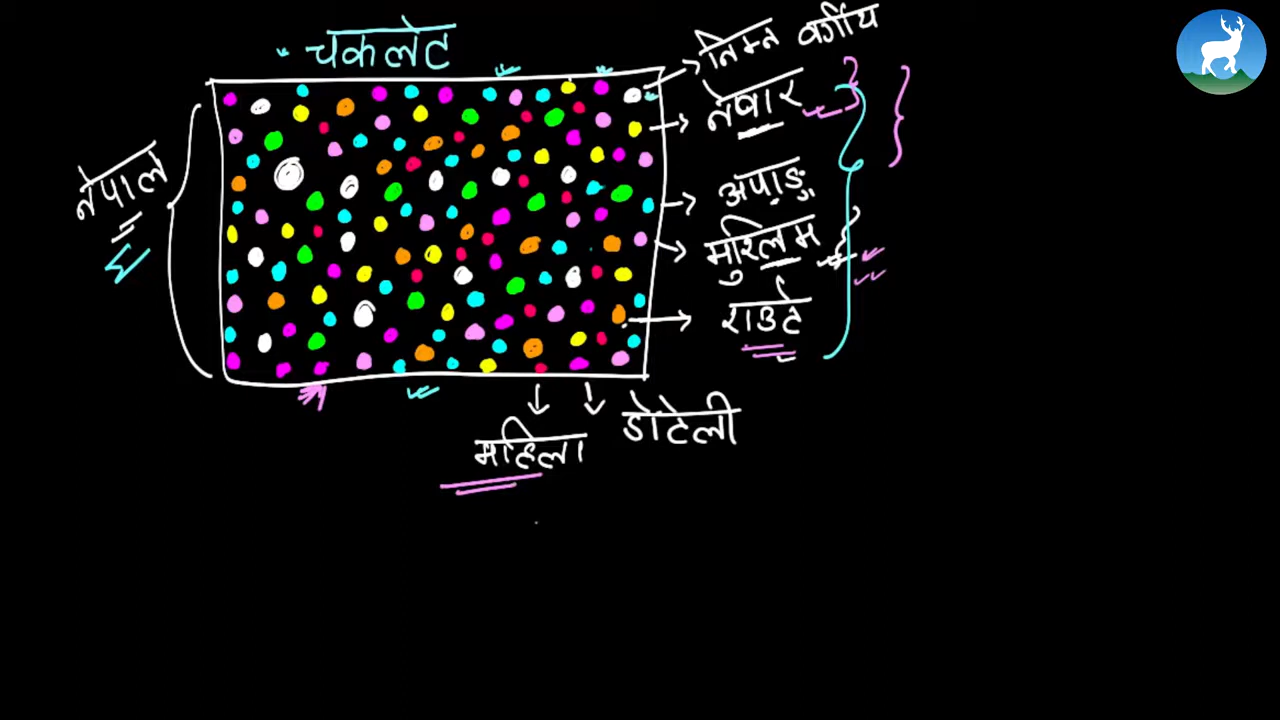 चकलेट
निम्न वर्गीय
नेवार
नेपाल
अपाङ्ग
मुस्लिम
राउटे
डोटेली
महिला